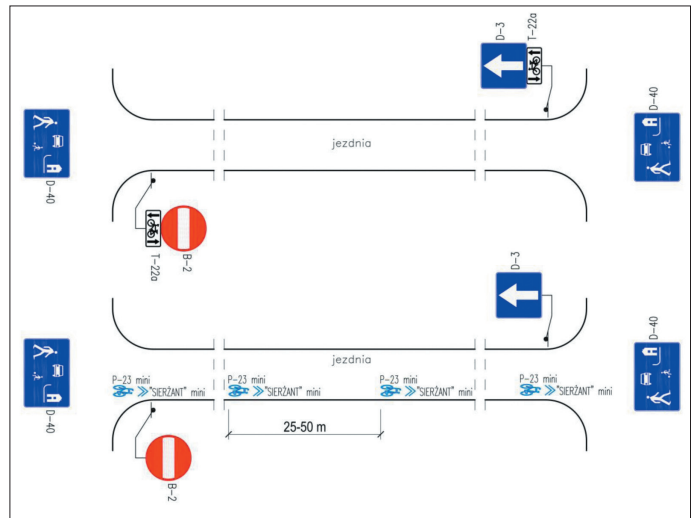 T-22a
D-3
D-40
D-40
jezdnia
T-22a
B-2
D-3
D-40
D-40
jezdnia
P-23 mini
"SIERŻANT" mini
P-23 mini
"SIERŻANT" mini
P-23 mini
"SIERŻANT" mini
P-23 mini
"SIERŻANT" mini
25-50 m
B-2